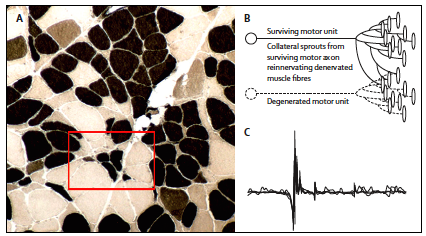 A
B
Surviving motor unit
Collateral sprouts from
surviving motor axon
reinnervating denervated
muscle fibres
Degenerated motor unit
C